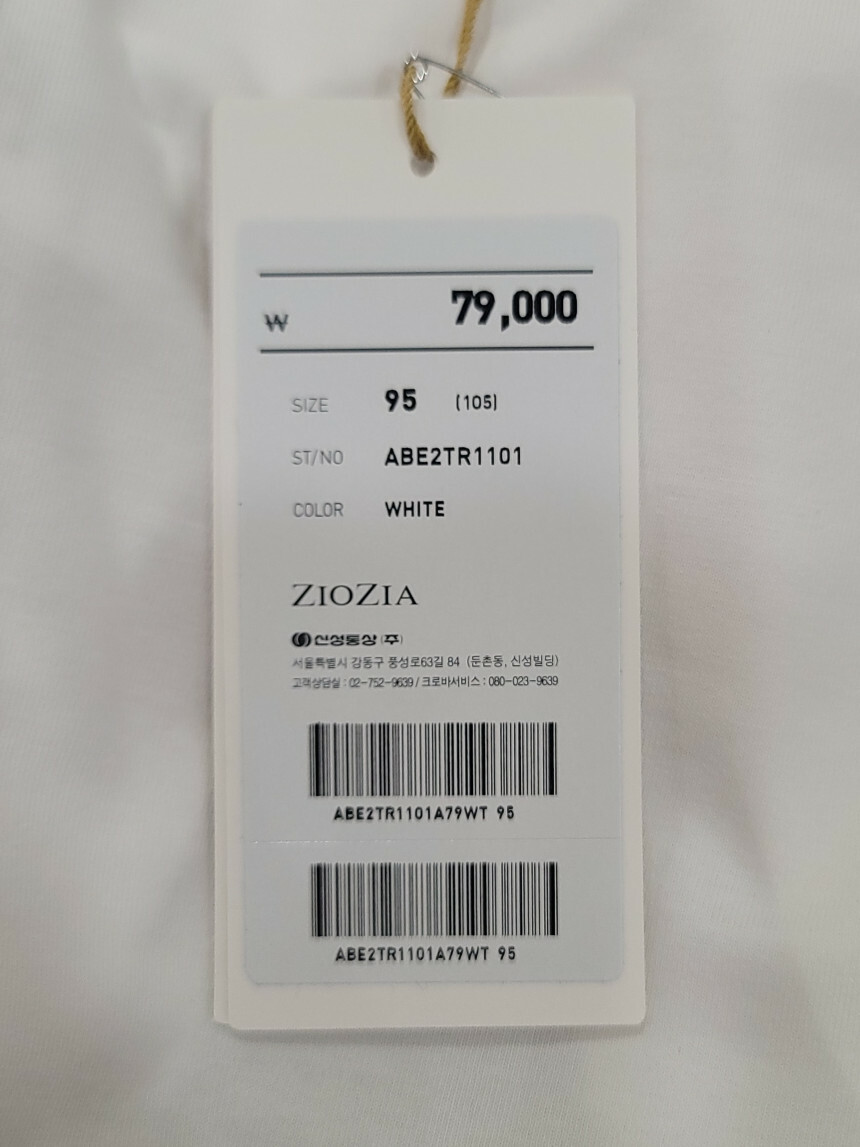 ₩ 79,000
SIZE 95 (105)
ST/NO ABE2TR1101
COLOR WHITE
ZIOZIA
신성통상(주)
서울특별시 강동구 풍성로63길 84 (둔촌동, 신성빌딩)
고객상담실 : 02-752-9639 / 크로바서비스 : 080-023-9639
ABE2TR1101A79WT 95
ABE2TR1101A79WT 95